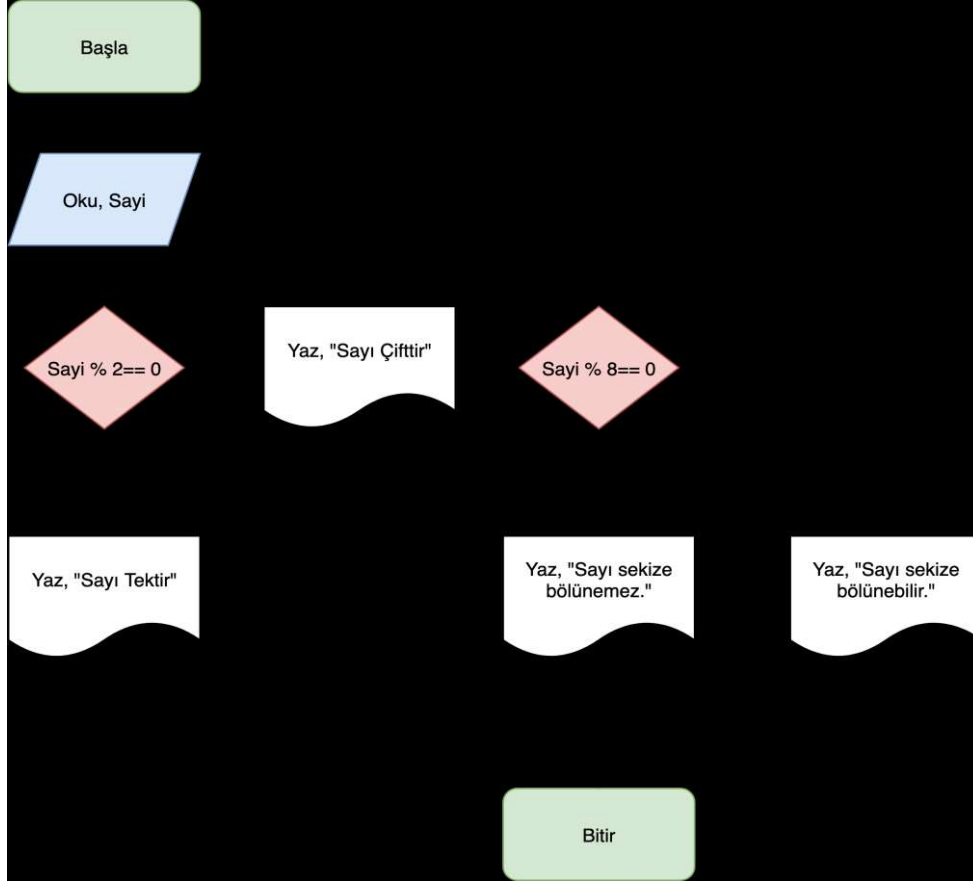 Başla
Oku, Sayi
Sayi % 2== 0
Yaz, "Sayı Çifttir"
Sayi % 8== 0
Yaz, "Sayı Tektir"
Yaz, "Sayı sekize
bölünemez."
Yaz, "Sayı sekize
bölünebilir."
Bitir